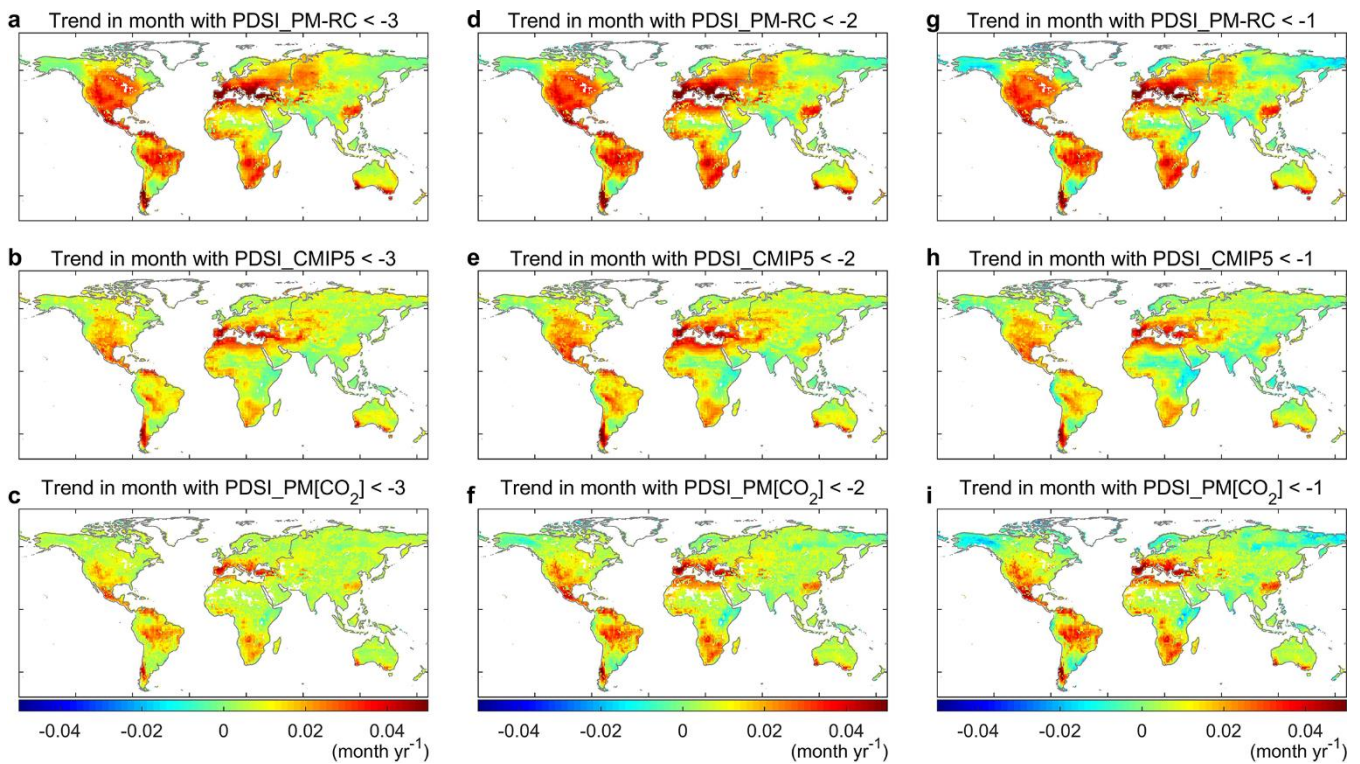 a Trend in month with PDSI_PM-RC < -3
d Trend in month with PDSI_PM-RC < -2
g Trend in month with PDSI_PM-RC < -1
b Trend in month with PDSI_CMIP5 < -3
e Trend in month with PDSI_CMIP5 < -2
h Trend in month with PDSI_CMIP5 < -1
c Trend in month with PDSI_PM[CO₂] < -3
f Trend in month with PDSI_PM[CO₂] < -2
i Trend in month with PDSI_PM[CO₂] < -1
-0.04 -0.02 0 0.02 0.04
(month yr⁻¹)
-0.04 -0.02 0 0.02 0.04
(month yr⁻¹)
-0.04 -0.02 0 0.02 0.04
(month yr⁻¹)